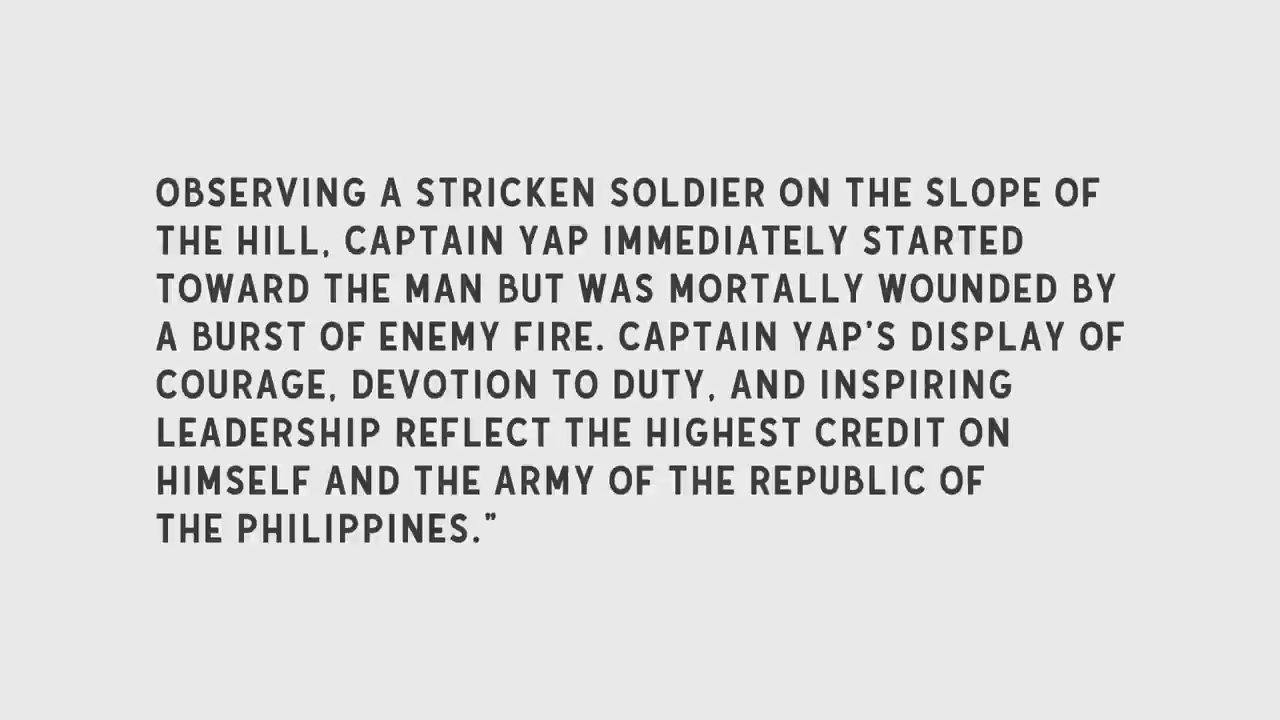 OBSERVING A STRICKEN SOLDIER ON THE SLOPE OF
THE HILL, CAPTAIN YAP IMMEDIATELY STARTED
TOWARD THE MAN BUT WAS MORTALLY WOUNDED BY
A BURST OF ENEMY FIRE. CAPTAIN YAP'S DISPLAY OF
COURAGE, DEVOTION TO DUTY, AND INSPIRING
LEADERSHIP REFLECT THE HIGHEST CREDIT ON
HIMSELF AND THE ARMY OF THE REPUBLIC OF
THE PHILIPPINES."